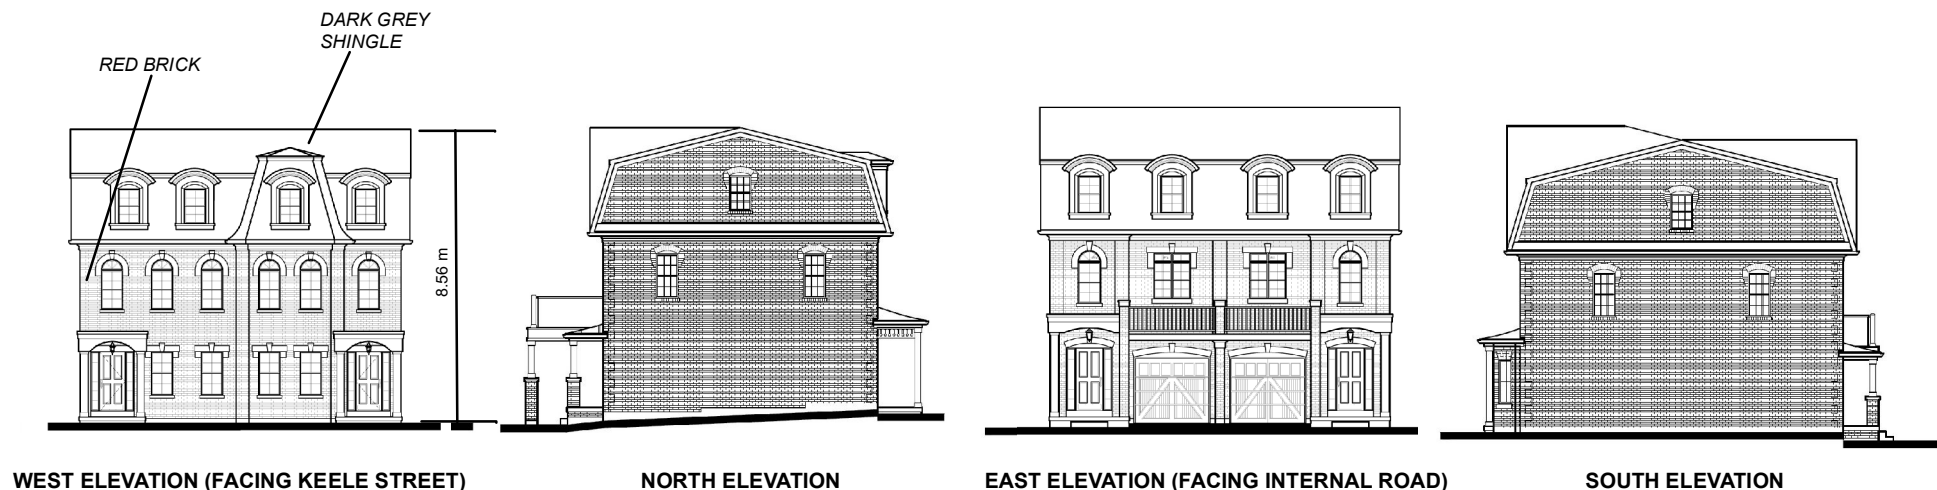 DARK GREY
SHINGLE
RED BRICK
8.56 m
WEST ELEVATION (FACING KEELE STREET)
NORTH ELEVATION
EAST ELEVATION (FACING INTERNAL ROAD)
SOUTH ELEVATION